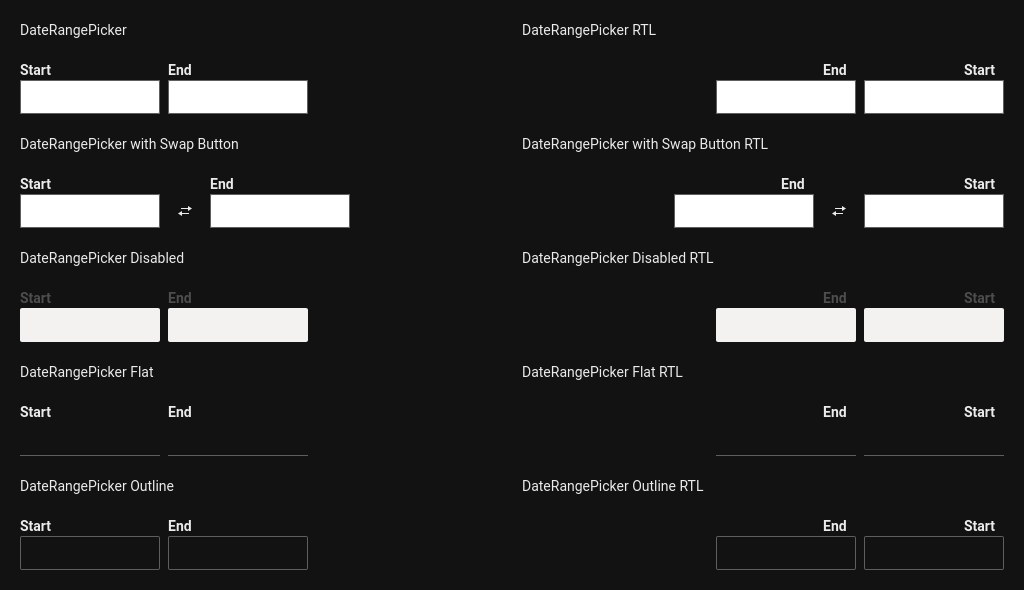 DateRangePicker
Start End
DateRangePicker with Swap Button
Start End
DateRangePicker Disabled
Start End
DateRangePicker Flat
Start End
DateRangePicker Outline
Start End
DateRangePicker RTL
End Start
DateRangePicker with Swap Button RTL
End Start
DateRangePicker Disabled RTL
End Start
DateRangePicker Flat RTL
End Start
DateRangePicker Outline RTL
End Start